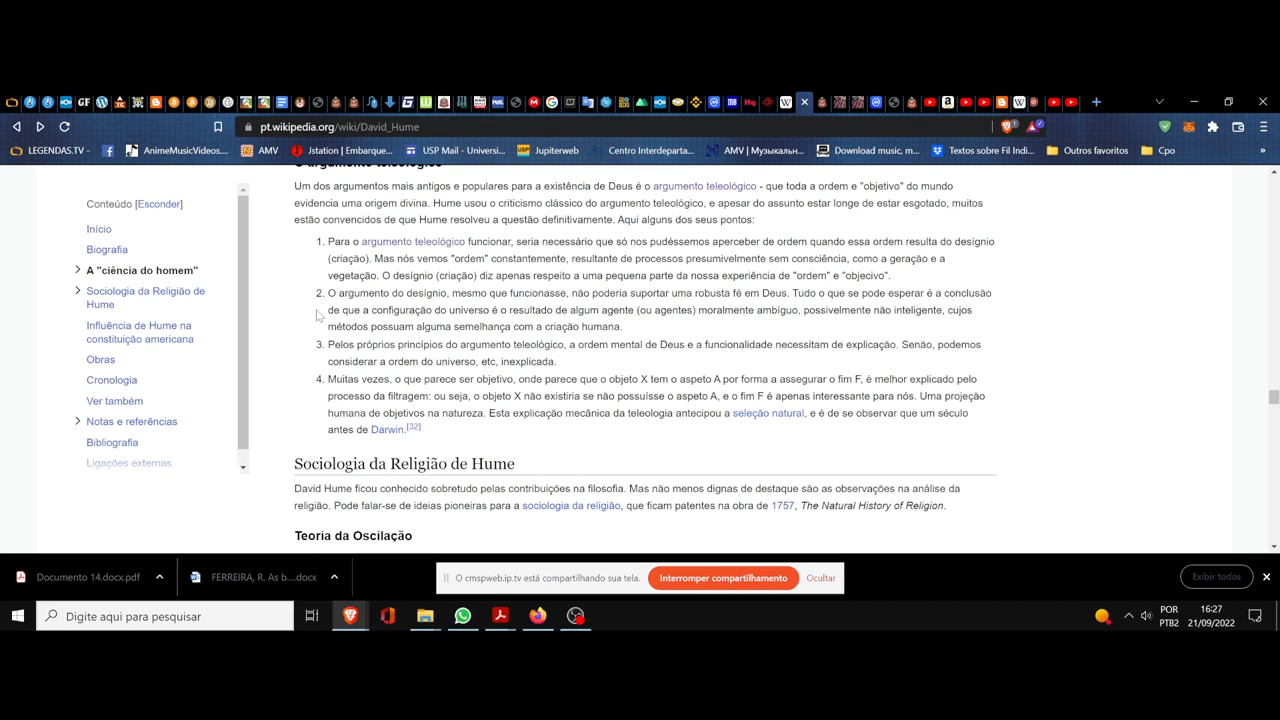 pt.wikipedia.org/wiki/David_Hume
LEGENDAS.TV -
AnimeMusicVideos...
AMV
Jstation | Embarque...
USP Mail - Universi...
Jupiterweb
Centro Interdeparta...
AMV | Музыкальн...
Download music, m...
Textos sobre Fil Indi...
Outros favoritos
Cpo
»
Conteúdo [Esconder]
Início
Biografia
A "ciência do homem"
Sociologia da Religião de
Hume
Influência de Hume na
constituição americana
Obras
Cronologia
Ver também
Notas e referências
Bibliografia
Ligações externas
O argumento teleológico
Um dos argumentos mais antigos e populares para a existência de Deus é o argumento teleológico - que toda a ordem e "objetivo" do mundo
evidencia uma origem divina. Hume usou o criticismo clássico do argumento teleológico, e apesar do assunto estar longe de estar esgotado, muitos
estão convencidos de que Hume resolveu a questão definitivamente. Aqui alguns dos seus pontos:
1. Para o argumento teleológico funcionar, seria necessário que só nos pudéssemos aperceber de ordem quando essa ordem resulta do desígnio
(criação). Mas nós vemos "ordem" constantemente, resultante de processos presumivelmente sem consciência, como a geração e a
vegetação. O desígnio (criação) diz apenas respeito a uma pequena parte da nossa experiência de "ordem" e "objecivo".
2. O argumento do desígnio, mesmo que funcionasse, não poderia suportar uma robusta fé em Deus. Tudo o que se pode esperar é a conclusão
de que a configuração do universo é o resultado de algum agente (ou agentes) moralmente ambíguo, possivelmente não inteligente, cujos
métodos possuam alguma semelhança com a criação humana.
3. Pelos próprios princípios do argumento teleológico, a ordem mental de Deus e a funcionalidade necessitam de explicação. Senão, podemos
considerar a ordem do universo, etc, inexplicada.
4. Muitas vezes, o que parece ser objetivo, onde parece que o objeto X tem o aspeto A por forma a assegurar o fim F, é melhor explicado pelo
processo da filtragem: ou seja, o objeto X não existiria se não possuísse o aspeto A, e o fim F é apenas interessante para nós. Uma projeção
humana de objetivos na natureza. Esta explicação mecânica da teleologia antecipou a seleção natural, e é de se observar que um século
antes de Darwin.[32]
Sociologia da Religião de Hume
David Hume ficou conhecido sobretudo pelas contribuições na filosofia. Mas não menos dignas de destaque são as observações na análise da
religião. Pode falar-se de ideias pioneiras para a sociologia da religião, que ficam patentes na obra de 1757, The Natural History of Religion.
Teoria da Oscilação
Documento 14.docx.pdf
FERREIRA, R. As b....docx
O cmspweb.ip.tv está compartilhando sua tela.
Interromper compartilhamento
Ocultar
Exibir todos
Digite aqui para pesquisar
POR
PTB2
16:27
21/09/2022